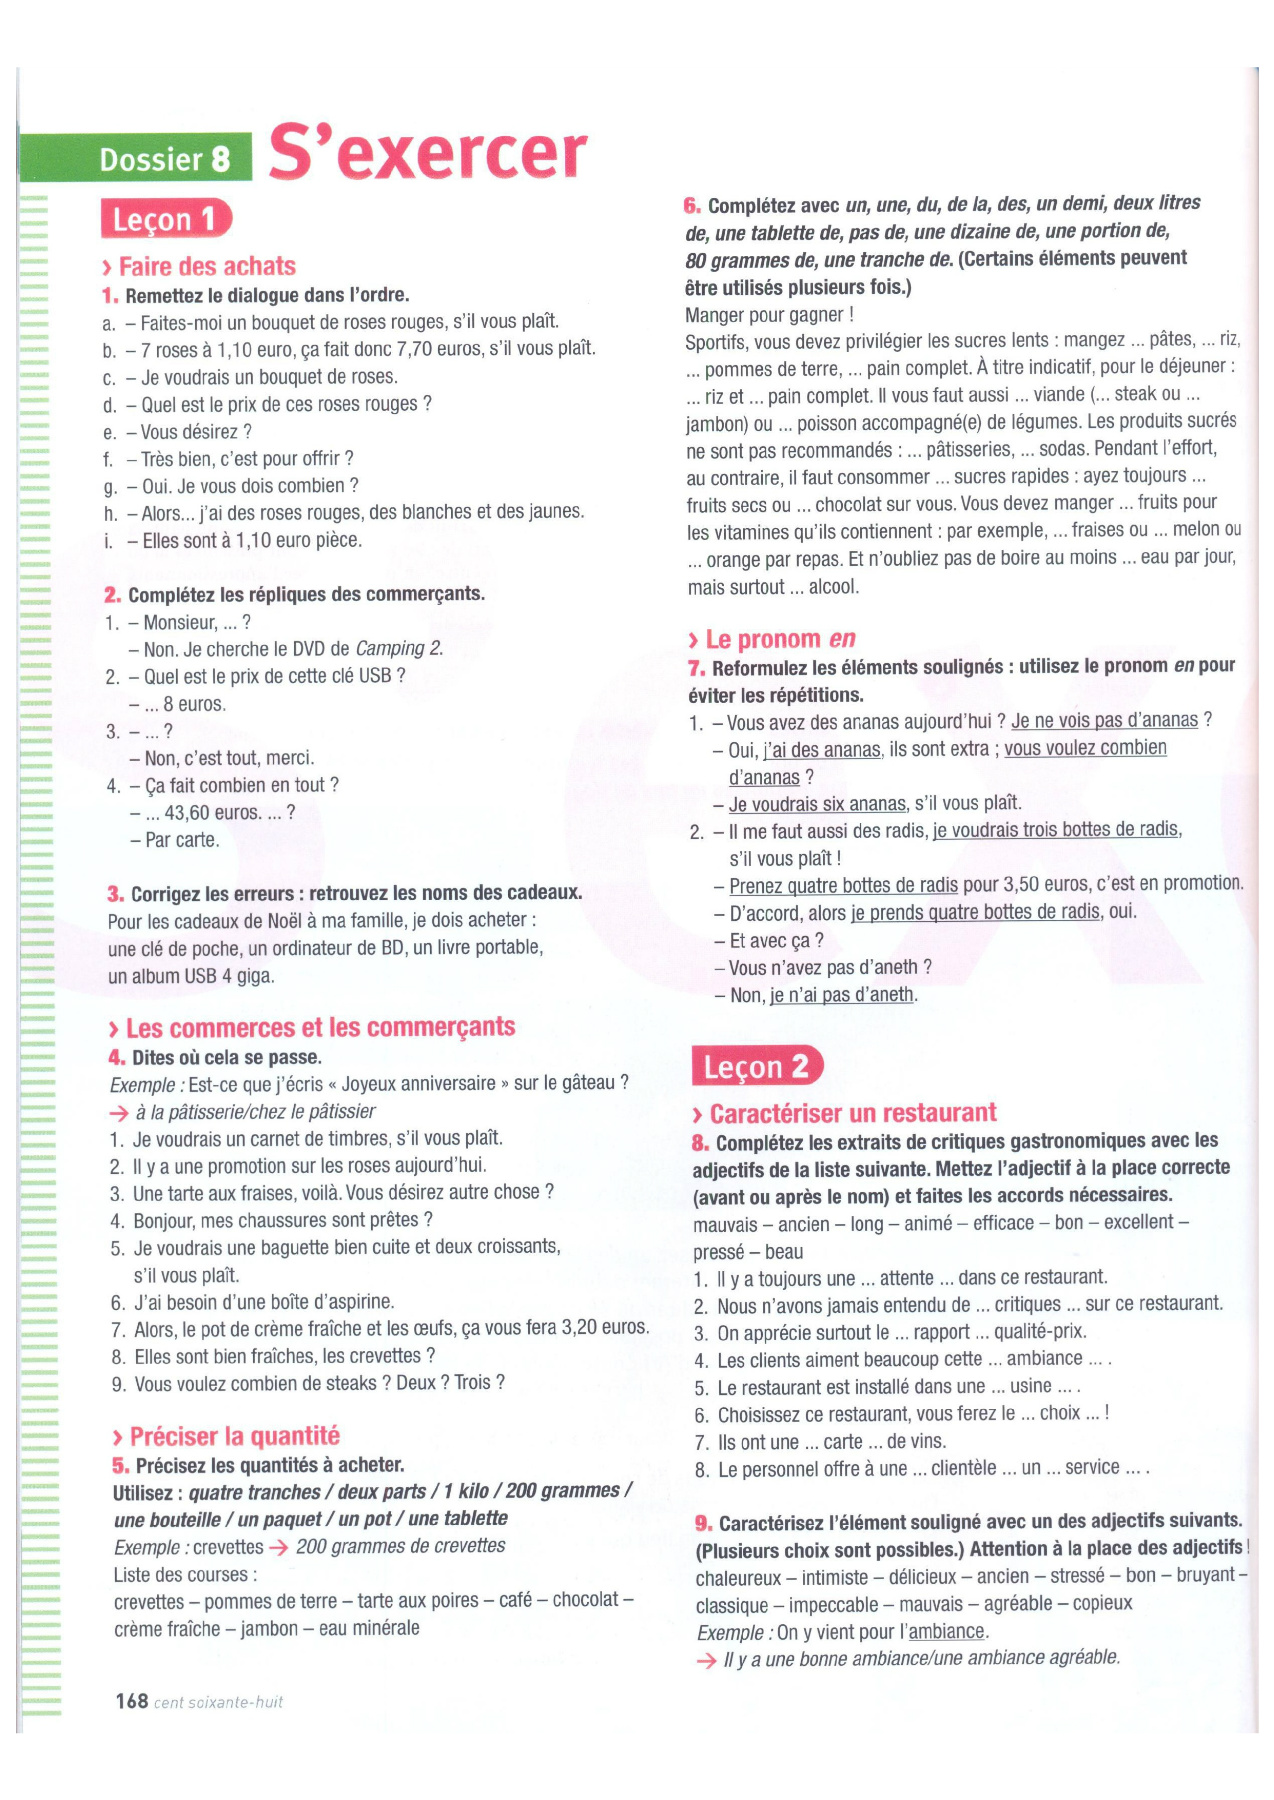 Dossier 8 S'exercer
Leçon 1
› Faire des achats
1. Remettez le dialogue dans l'ordre.
a. – Faites-moi un bouquet de roses rouges, s'il vous plaît.
b. – 7 roses à 1,10 euro, ça fait donc 7,70 euros, s'il vous plaît.
c. – Je voudrais un bouquet de roses.
d. – Quel est le prix de ces roses rouges ?
e. – Vous désirez ?
f. – Très bien, c'est pour offrir ?
g. – Oui. Je vous dois combien ?
h. – Alors... j'ai des roses rouges, des blanches et des jaunes.
i. – Elles sont à 1,10 euro pièce.
2. Complétez les répliques des commerçants.
1. – Monsieur, ... ?
– Non. Je cherche le DVD de Camping 2.
2. – Quel est le prix de cette clé USB ?
– ... 8 euros.
3. – ... ?
– Non, c'est tout, merci.
4. – Ça fait combien en tout ?
– ... 43,60 euros. ... ?
– Par carte.
3. Corrigez les erreurs : retrouvez les noms des cadeaux.
Pour les cadeaux de Noël à ma famille, je dois acheter :
une clé de poche, un ordinateur de BD, un livre portable,
un album USB 4 giga.
› Les commerces et les commerçants
4. Dites où cela se passe.
Exemple : Est-ce que j'écris « Joyeux anniversaire » sur le gâteau ?
→ à la pâtisserie/chez le pâtissier
1. Je voudrais un carnet de timbres, s'il vous plaît.
2. Il y a une promotion sur les roses aujourd'hui.
3. Une tarte aux fraises, voilà. Vous désirez autre chose ?
4. Bonjour, mes chaussures sont prêtes ?
5. Je voudrais une baguette bien cuite et deux croissants,
s'il vous plaît.
6. J'ai besoin d'une boîte d'aspirine.
7. Alors, le pot de crème fraîche et les œufs, ça vous fera 3,20 euros.
8. Elles sont bien fraîches, les crevettes ?
9. Vous voulez combien de steaks ? Deux ? Trois ?
› Préciser la quantité
5. Précisez les quantités à acheter.
Utilisez : quatre tranches / deux parts / 1 kilo / 200 grammes /
une bouteille / un paquet / un pot / une tablette
Exemple : crevettes → 200 grammes de crevettes
Liste des courses :
crevettes – pommes de terre – tarte aux poires – café – chocolat –
crème fraîche – jambon – eau minérale
168 cent soixante-huit
6. Complétez avec un, une, du, de la, des, un demi, deux litres
de, une tablette de, pas de, une dizaine de, une portion de,
80 grammes de, une tranche de. (Certains éléments peuvent
être utilisés plusieurs fois.)
Manger pour gagner !
Sportifs, vous devez privilégier les sucres lents : mangez ... pâtes, ... riz,
... pommes de terre, ... pain complet. À titre indicatif, pour le déjeuner :
... riz et ... pain complet. Il vous faut aussi ... viande (... steak ou ...
jambon) ou ... poisson accompagné(e) de légumes. Les produits sucrés
ne sont pas recommandés : ... pâtisseries, ... sodas. Pendant l'effort,
au contraire, il faut consommer ... sucres rapides : ayez toujours ...
fruits secs ou ... chocolat sur vous. Vous devez manger ... fruits pour
les vitamines qu'ils contiennent : par exemple, ... fraises ou ... melon ou
... orange par repas. Et n'oubliez pas de boire au moins ... eau par jour,
mais surtout ... alcool.
› Le pronom en
7. Reformulez les éléments soulignés : utilisez le pronom en pour
éviter les répétitions.
1. – Vous avez des ananas aujourd'hui ? Je ne vois pas d'ananas ?
– Oui, j'ai des ananas, ils sont extra ; vous voulez combien
d'ananas ?
– Je voudrais six ananas, s'il vous plaît.
2. – Il me faut aussi des radis, je voudrais trois bottes de radis,
s'il vous plaît !
– Prenez quatre bottes de radis pour 3,50 euros, c'est en promotion.
– D'accord, alors je prends quatre bottes de radis, oui.
– Et avec ça ?
– Vous n'avez pas d'aneth ?
– Non, je n'ai pas d'aneth.
Leçon 2
› Caractériser un restaurant
8. Complétez les extraits de critiques gastronomiques avec les
adjectifs de la liste suivante. Mettez l'adjectif à la place correcte
(avant ou après le nom) et faites les accords nécessaires.
mauvais – ancien – long – animé – efficace – bon – excellent –
pressé – beau
1. Il y a toujours une ... attente ... dans ce restaurant.
2. Nous n'avons jamais entendu de ... critiques ... sur ce restaurant.
3. On apprécie surtout le ... rapport ... qualité-prix.
4. Les clients aiment beaucoup cette ... ambiance ... .
5. Le restaurant est installé dans une ... usine ... .
6. Choisissez ce restaurant, vous ferez le ... choix ... !
7. Ils ont une ... carte ... de vins.
8. Le personnel offre à une ... clientèle ... un ... service ... .
9. Caractérisez l'élément souligné avec un des adjectifs suivants.
(Plusieurs choix sont possibles.) Attention à la place des adjectifs !
chaleureux – intimiste – délicieux – ancien – stressé – bon – bruyant –
classique – impeccable – mauvais – agréable – copieux
Exemple : On y vient pour l'ambiance.
→ Il y a une bonne ambiance/une ambiance agréable.